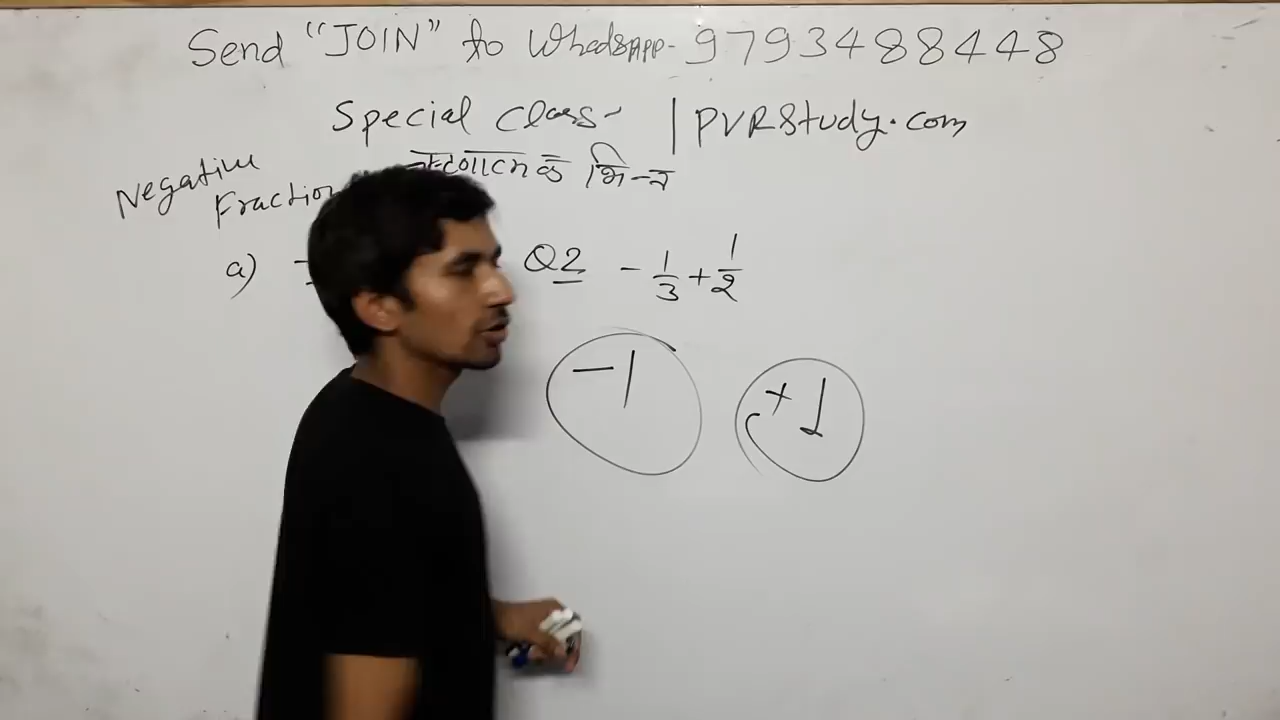 Send "JOIN" to Whatsapp- 9793488448
Special Class- | PVRStudy.com
Negative
Fraction
भिन्न
a) -
Q2 - 1/3 + 1/2
-1
+1